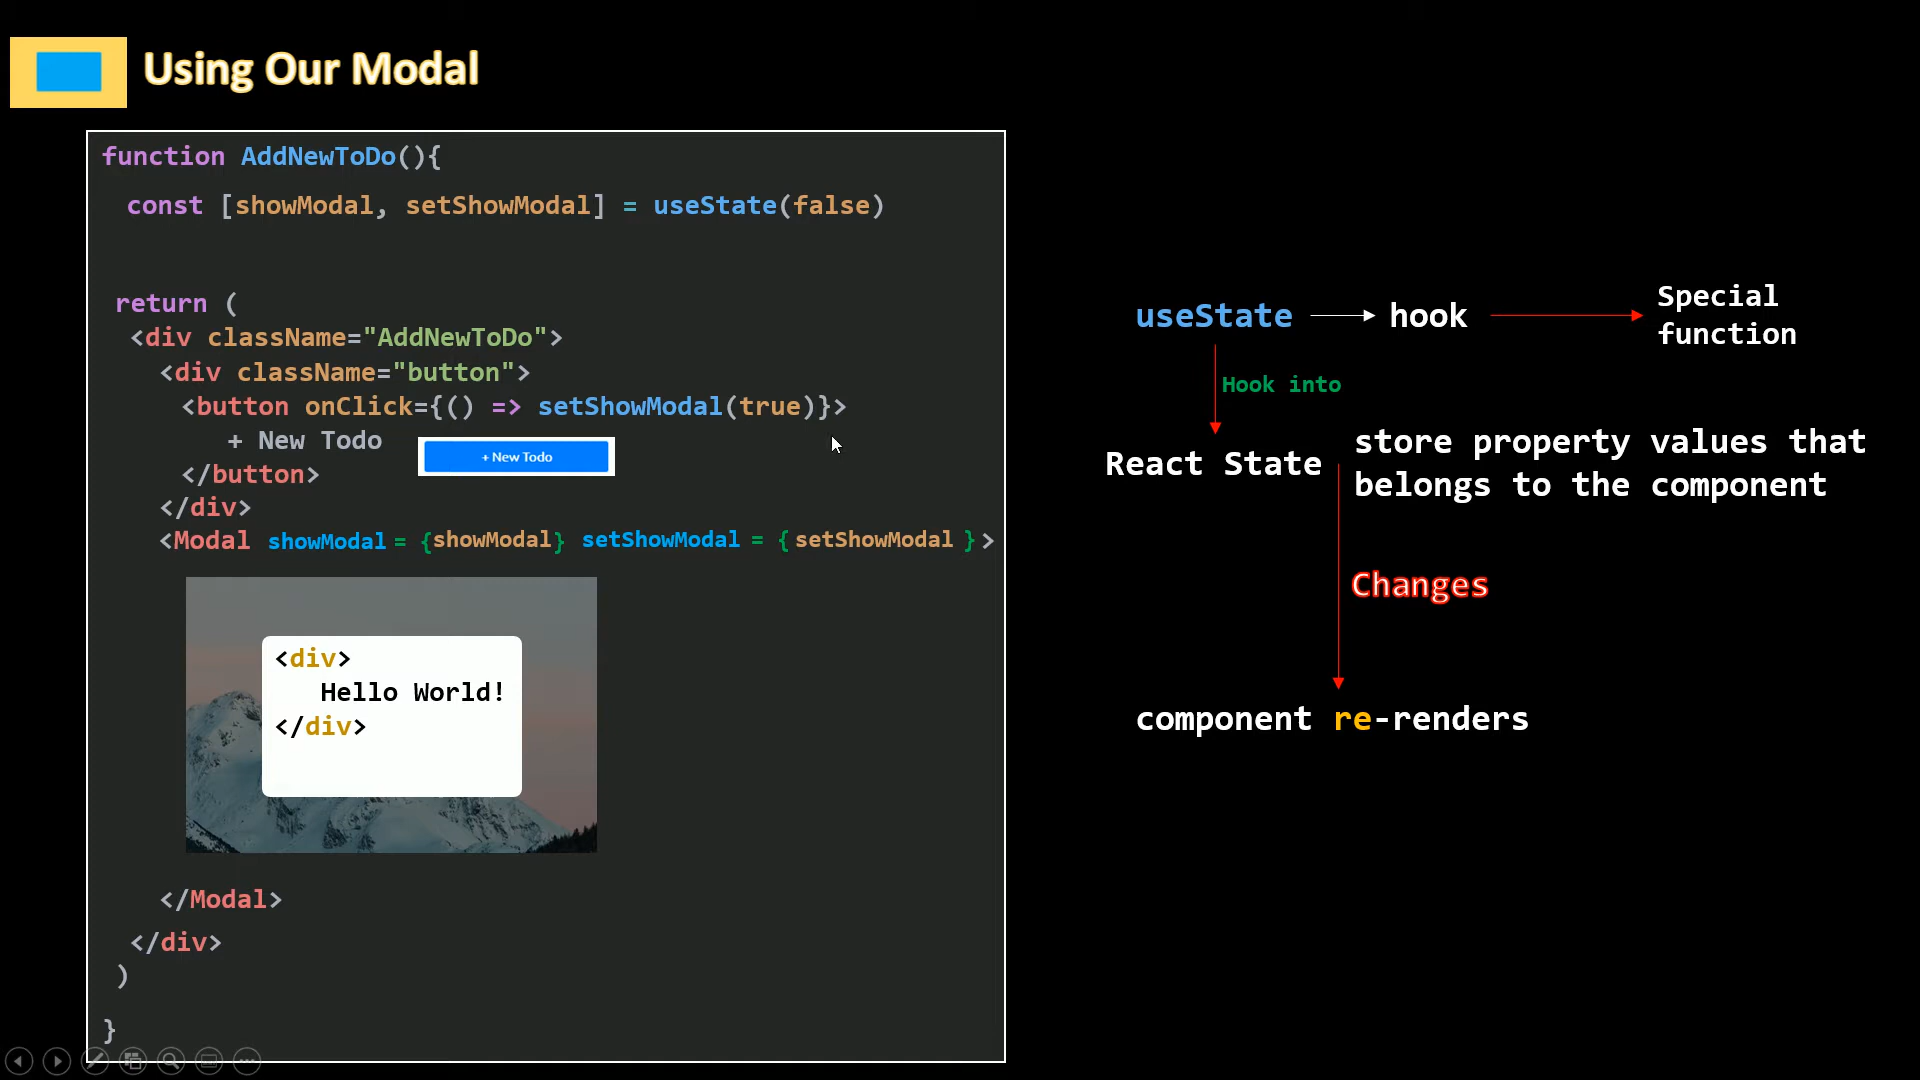 Using Our Modal
function AddNewToDo(){
const [showModal, setShowModal] = useState(false)
return (
<div className="AddNewToDo">
<div className="button">
<button onClick={() => setShowModal(true)}>
+ New Todo
+ New Todo
</button>
</div>
<Modal showModal = {showModal} setShowModal = { setShowModal }>
<div>
Hello World!
</div>
</Modal>
</div>
)
}
useState hook Special
function
Hook into
React State
store property values that
belongs to the component
Changes
component re-renders